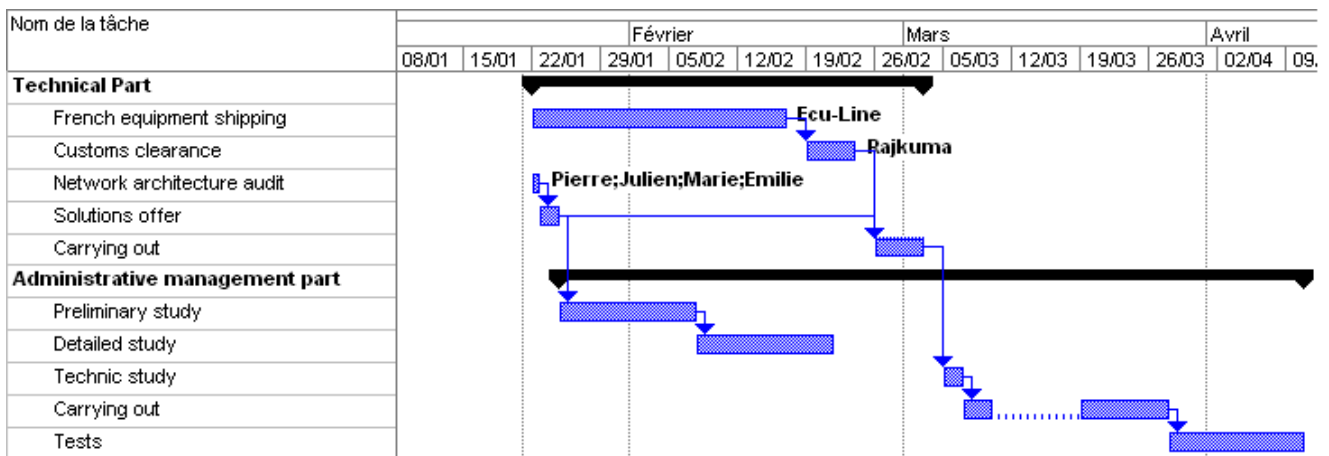 Nom de la tâche
Février Mars Avril
08/01 15/01 22/01 29/01 05/02 12/02 19/02 26/02 05/03 12/03 19/03 26/03 02/04 09.
Technical Part
French equipment shipping Ecu-Line
Customs clearance Rajkuma
Network architecture audit Pierre;Julien;Marie;Emilie
Solutions offer
Carrying out
Administrative management part
Preliminary study
Detailed study
Technic study
Carrying out
Tests